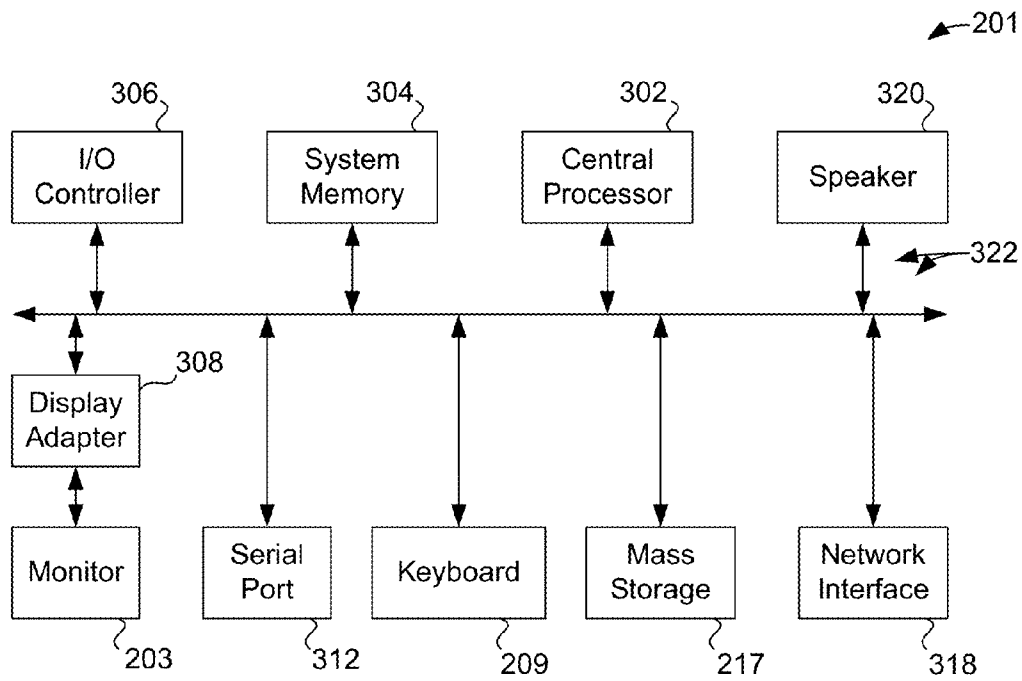 201
306
304
302
320
I/O
Controller
System
Memory
Central
Processor
Speaker
322
308
Display
Adapter
Monitor
Serial
Port
Keyboard
Mass
Storage
Network
Interface
203
312
209
217
318